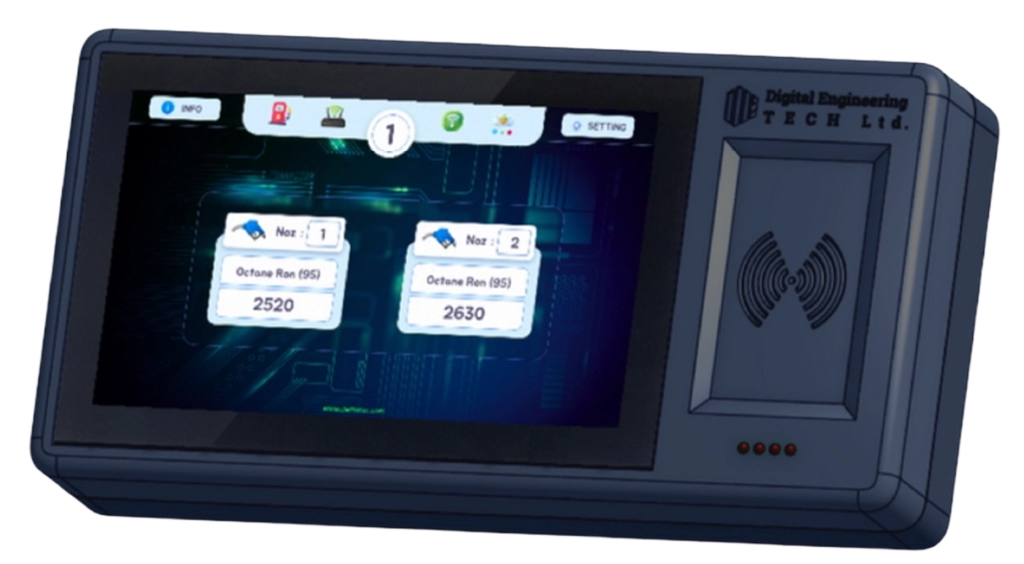 INFO
1
SETTING
Digital Engineering
TECH Ltd.
Noz : 1
Octane Ron (95)
2520
Noz : 2
Octane Ron (95)
2630